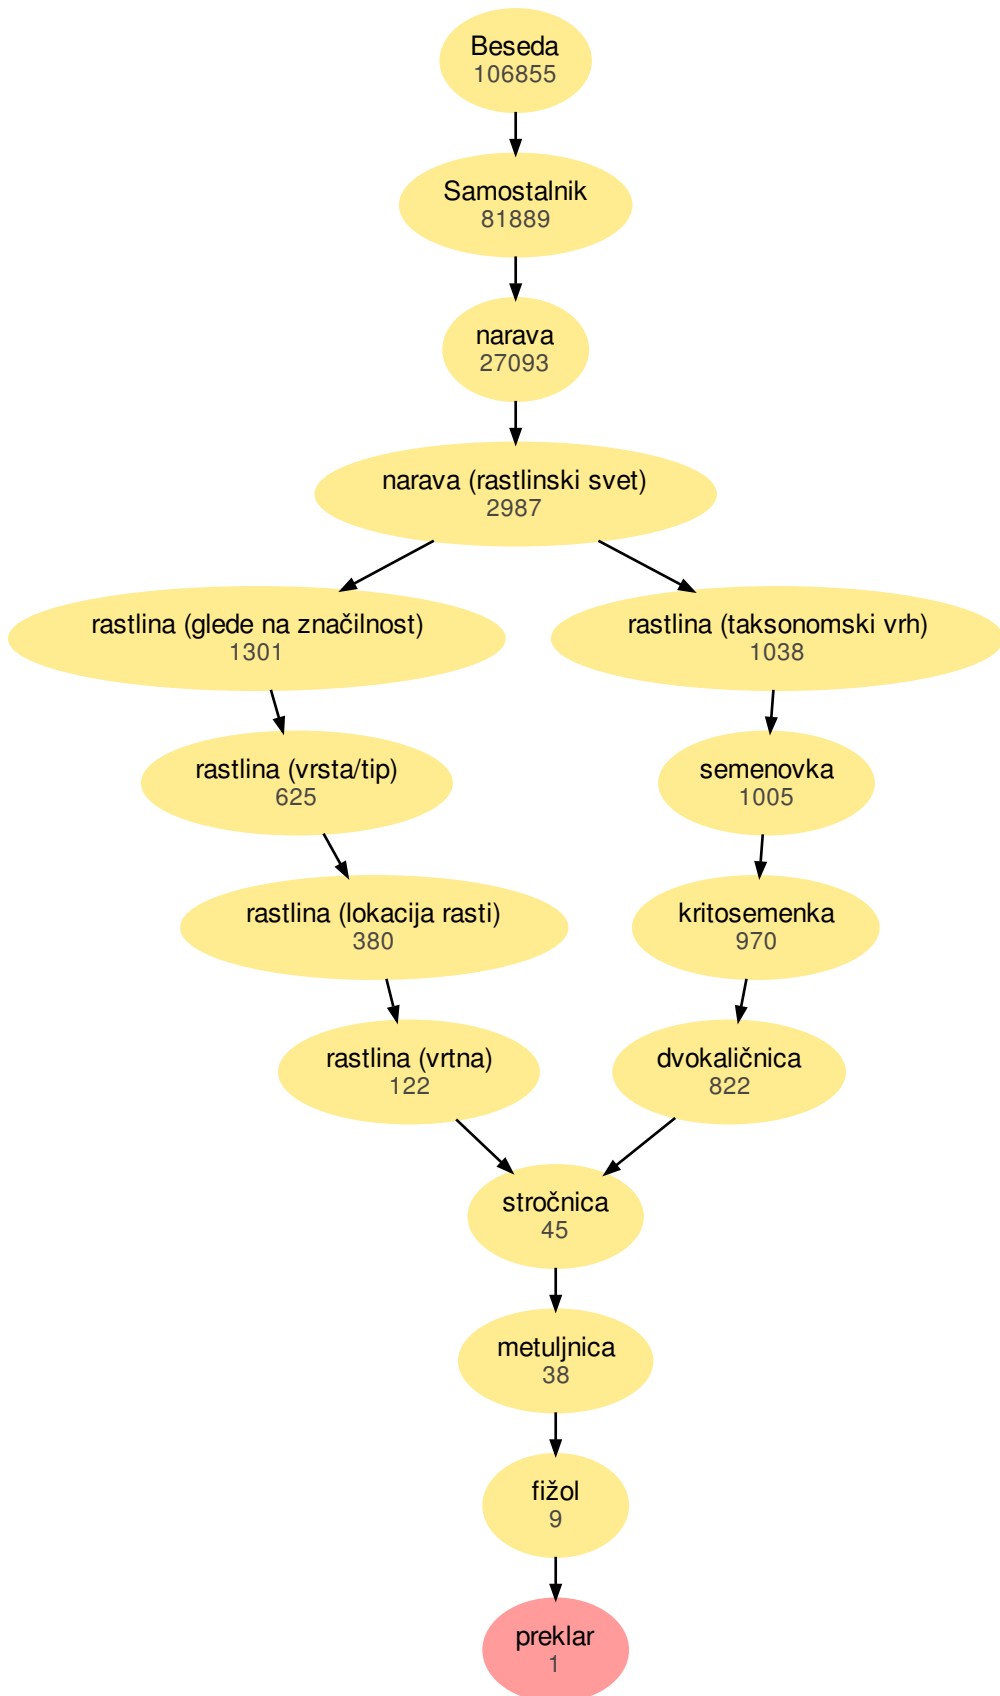 Beseda
106855
Samostalnik
81889
narava
27093
narava (rastlinski svet)
2987
rastlina (glede na značilnost)
1301
rastlina (taksonomski vrh)
1038
rastlina (vrsta/tip)
625
semenovka
1005
rastlina (lokacija rasti)
380
kritosemenka
970
rastlina (vrtna)
122
dvokaličnica
822
stročnica
45
metuljnica
38
fižol
9
preklar
1